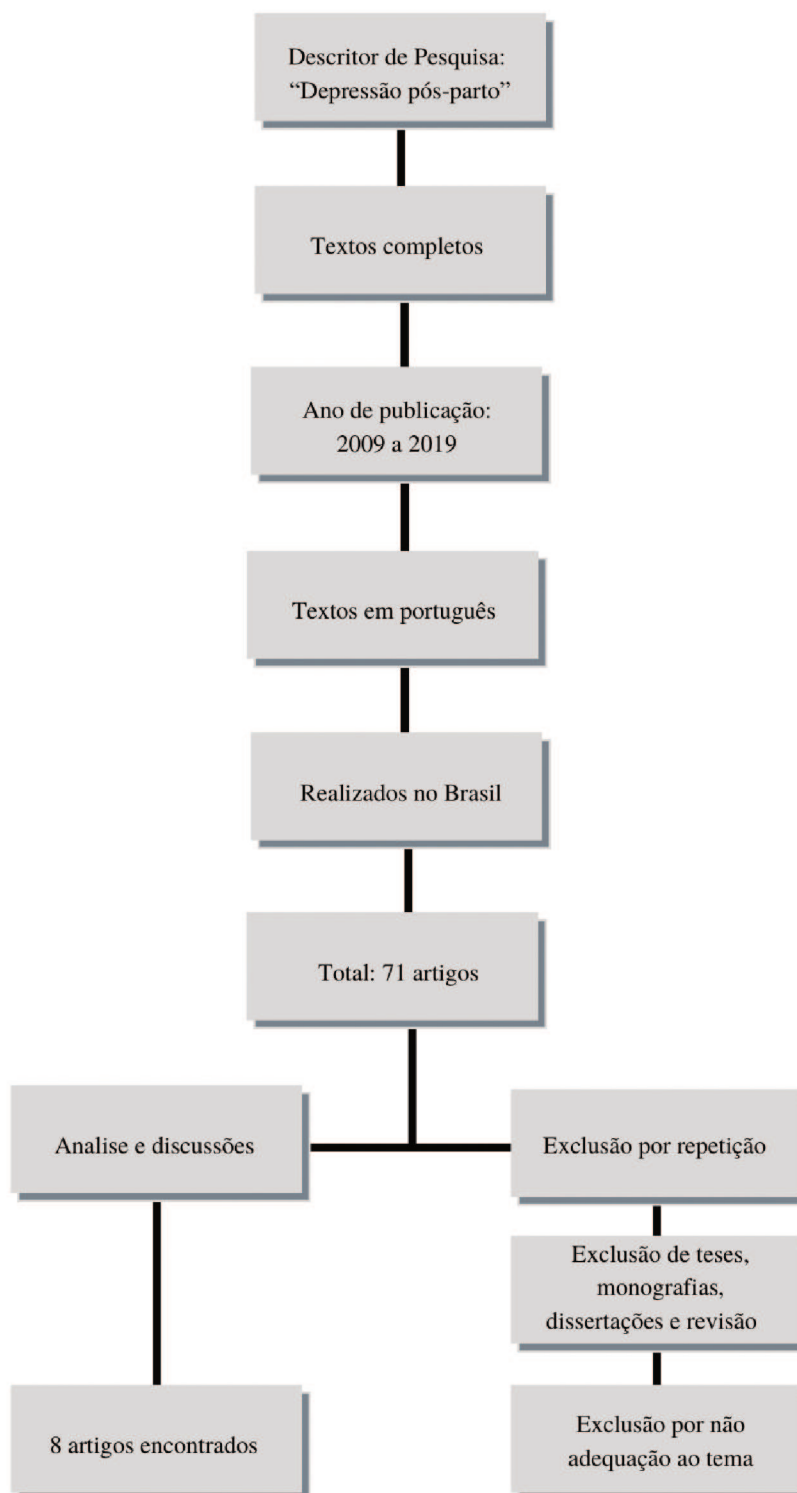 Descritor de Pesquisa:
“Depressão pós-parto”
Textos completos
Ano de publicação:
2009 a 2019
Textos em português
Realizados no Brasil
Total: 71 artigos
Analise e discussões
Exclusão por repetição
Exclusão de teses,
monografias,
dissertações e revisão
8 artigos encontrados
Exclusão por não
adequação ao tema